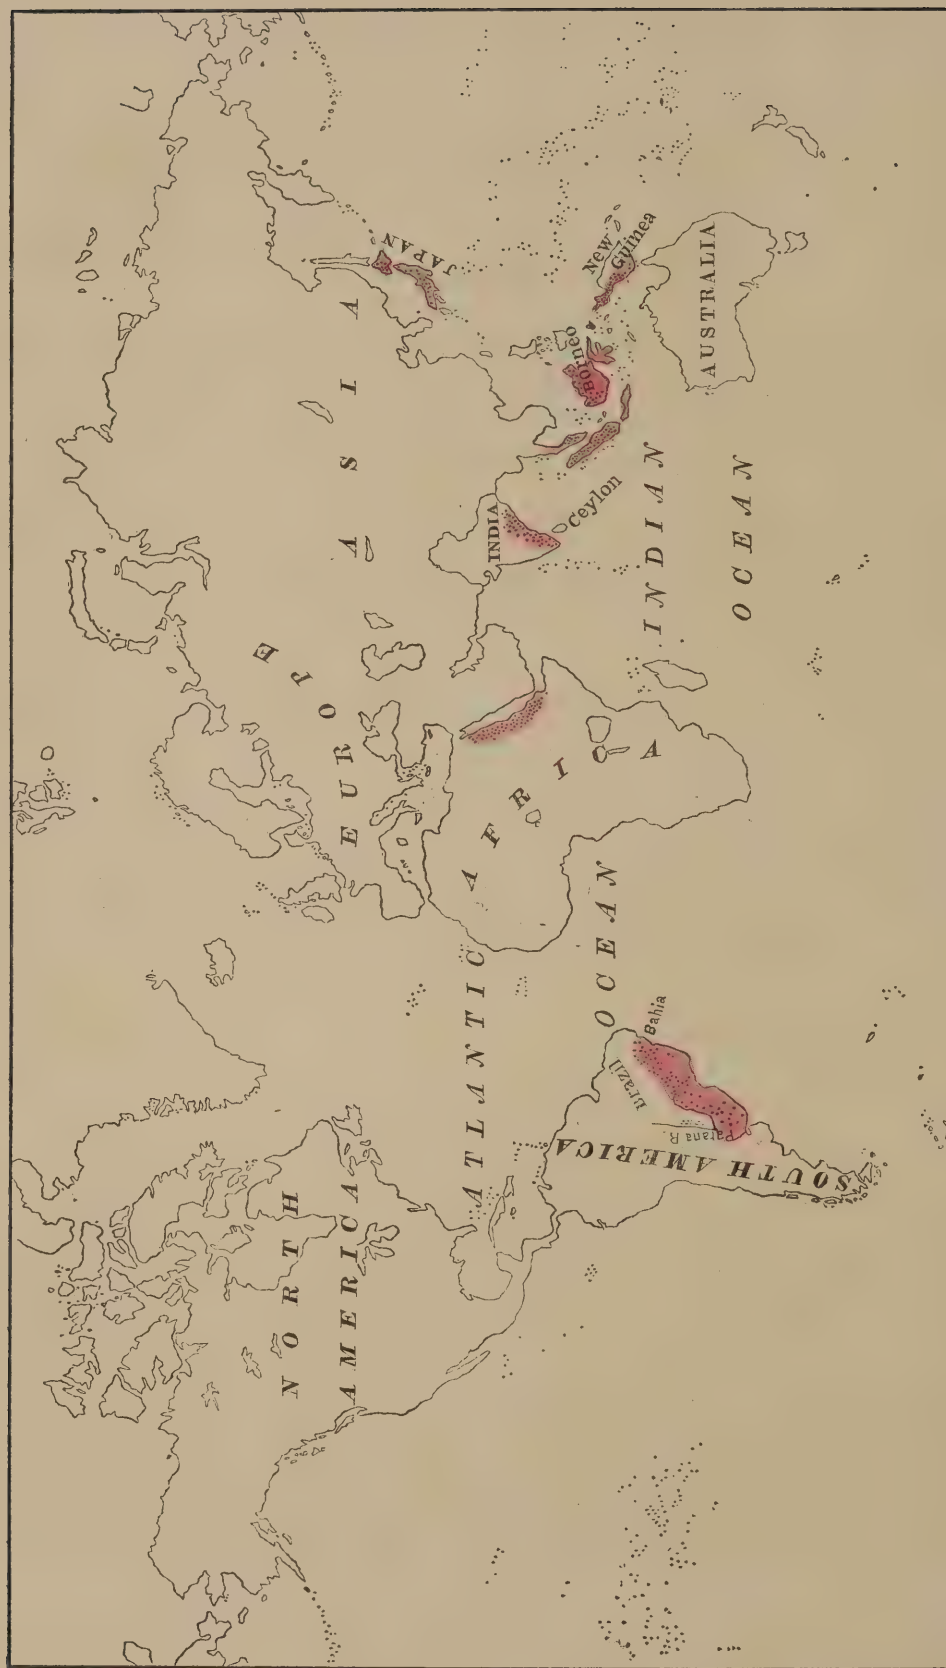 NORTH
AMERICA
ATLANTIC
OCEAN
SOUTH AMERICA
Brazil
Bahia
Parana R.
EUROPE
ASIA
AFRICA
INDIA
Ceylon
JAPAN
Borneo
New
Guinea
AUSTRALIA
INDIAN
OCEAN